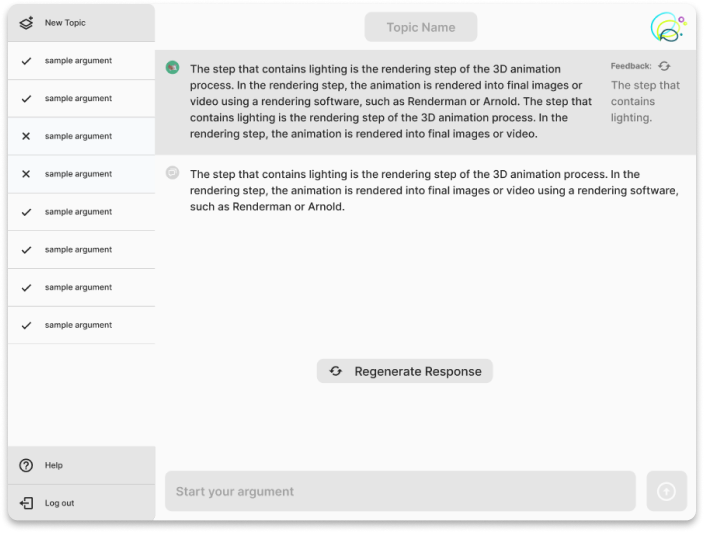 New Topic
sample argument
sample argument
sample argument
sample argument
sample argument
sample argument
sample argument
sample argument
Help
Log out
Topic Name
The step that contains lighting is the rendering step of the 3D animation
process. In the rendering step, the animation is rendered into final images or
video using a rendering software, such as Renderman or Arnold. The step that
contains lighting is the rendering step of the 3D animation process. In the
rendering step, the animation is rendered into final images or video.
Feedback:
The step that
contains
lighting.
The step that contains lighting is the rendering step of the 3D animation process. In the
rendering step, the animation is rendered into final images or video using a rendering software,
such as Renderman or Arnold.
Regenerate Response
Start your argument